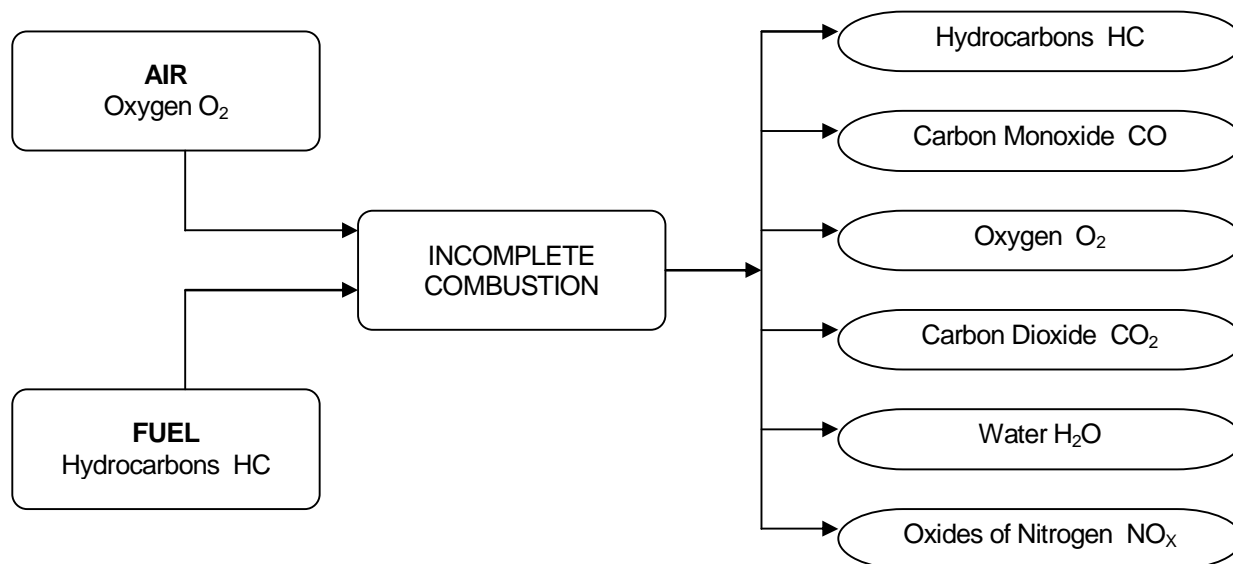 AIR
Oxygen O₂
FUEL
Hydrocarbons HC
INCOMPLETE
COMBUSTION
Hydrocarbons HC
Carbon Monoxide CO
Oxygen O₂
Carbon Dioxide CO₂
Water H₂O
Oxides of Nitrogen NOₓ